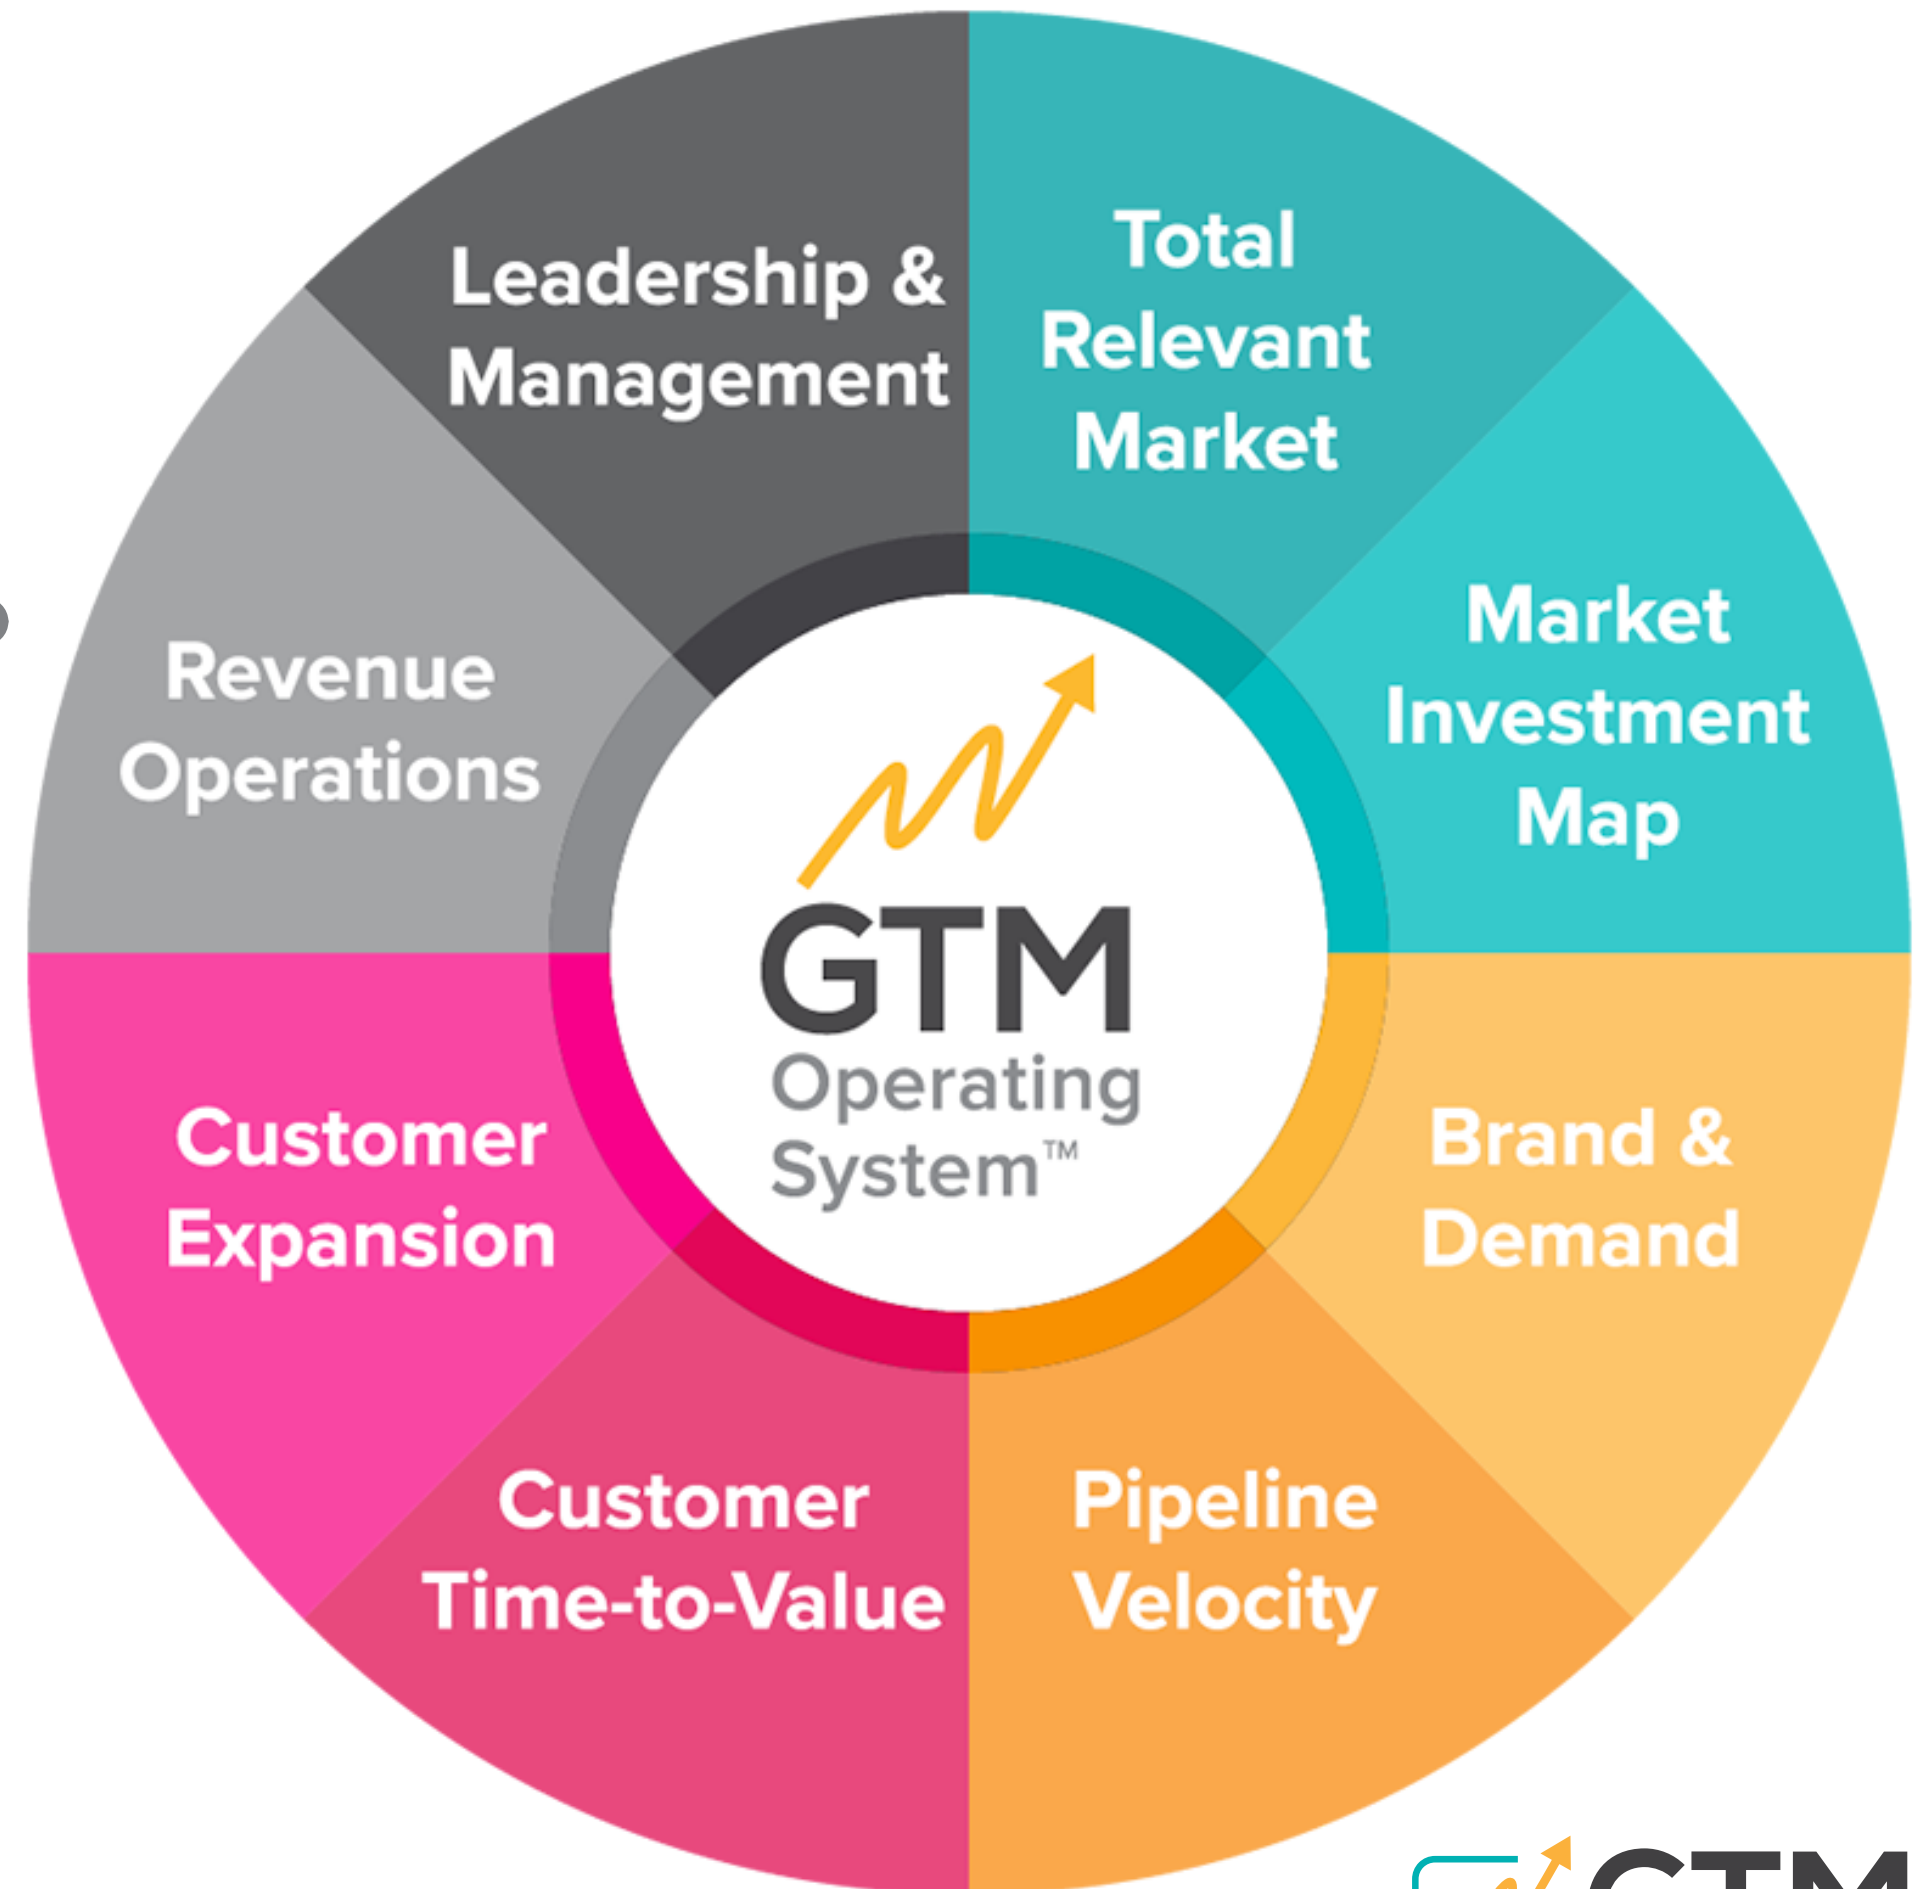 Leadership &
Management
Total
Relevant
Market
Market
Investment
Map
Brand &
Demand
Pipeline
Velocity
Customer
Time-to-Value
Customer
Expansion
Revenue
Operations
GTM
Operating
System™
GTM